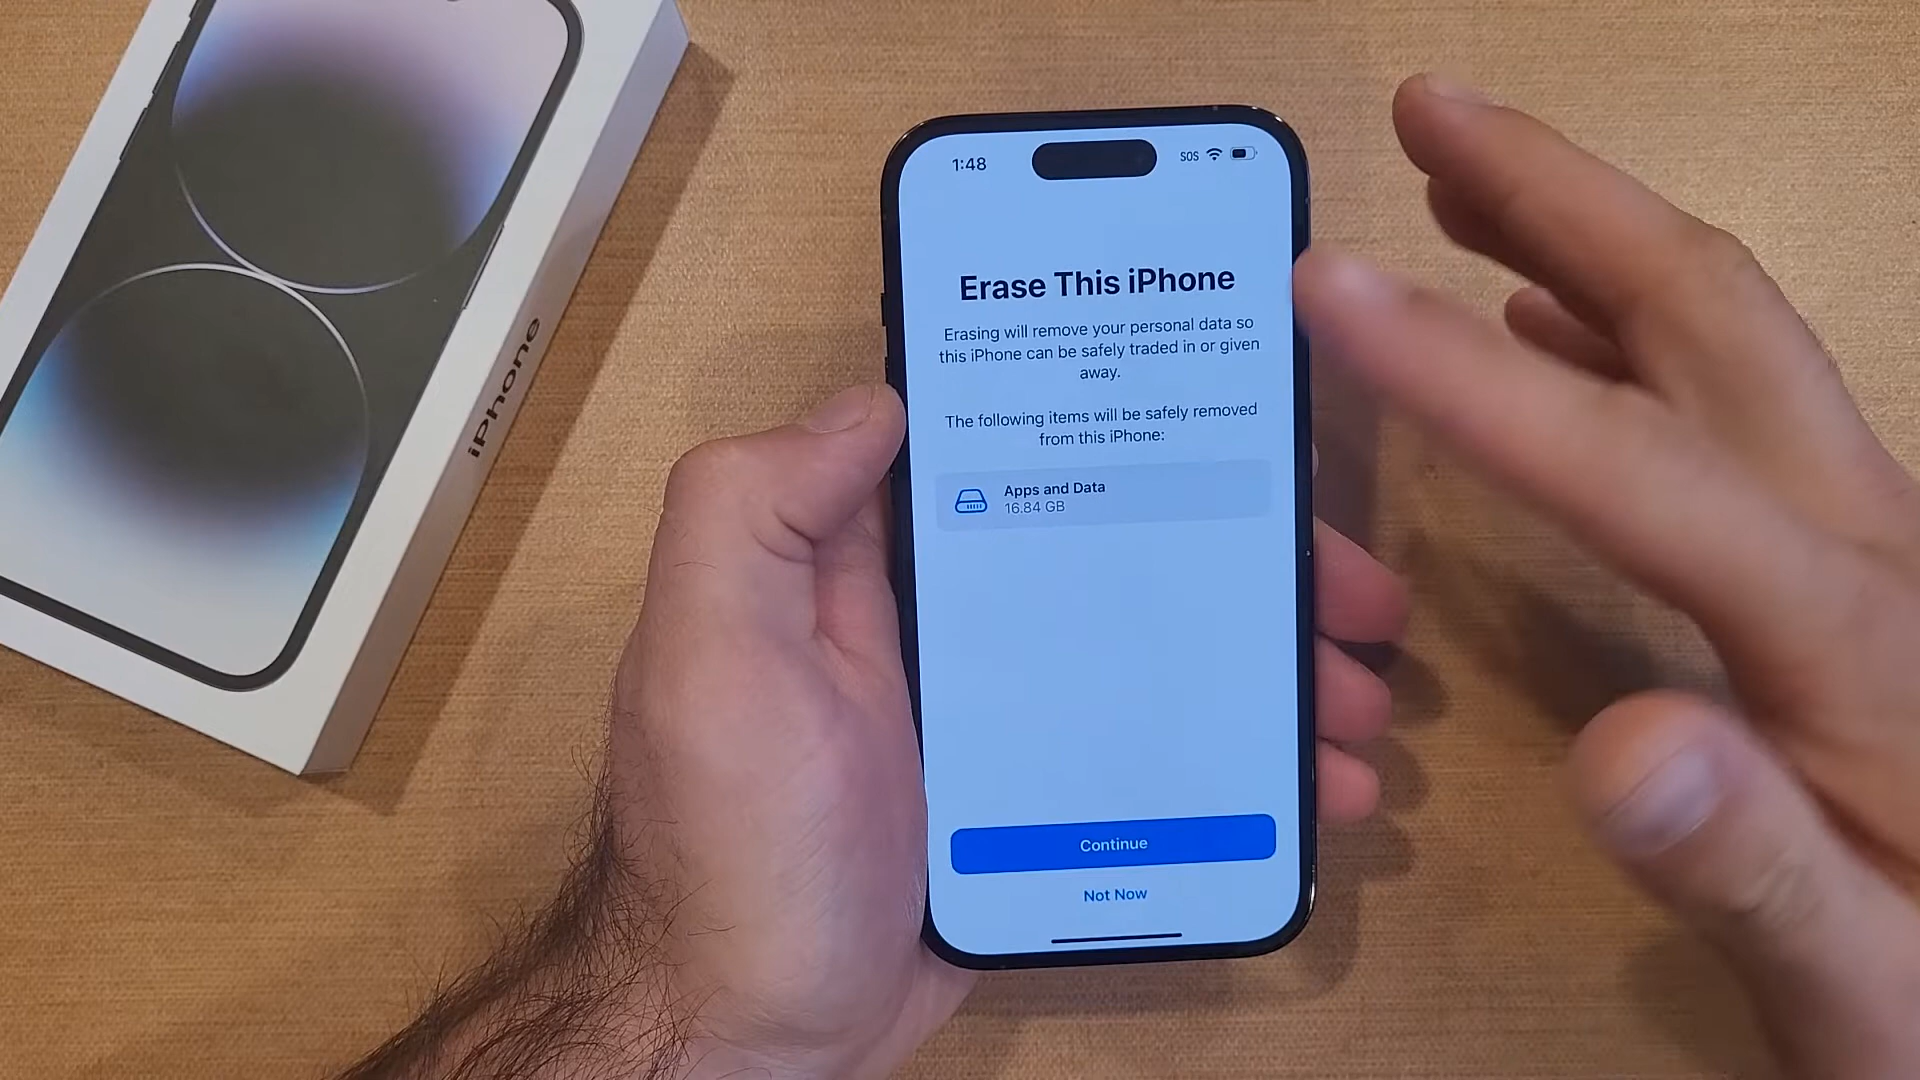 iPhone
1:48
SOS
Erase This iPhone
Erasing will remove your personal data so
this iPhone can be safely traded in or given
away.
The following items will be safely removed
from this iPhone:
Apps and Data
16.84 GB
Continue
Not Now